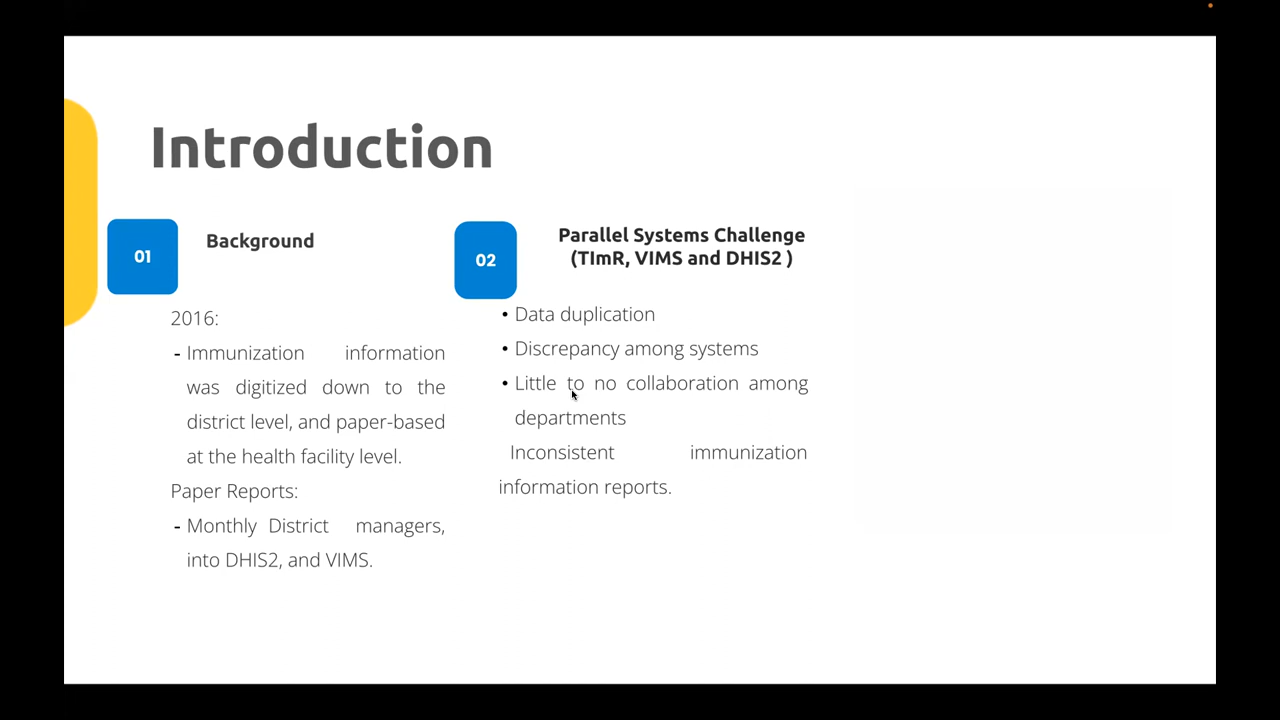 Introduction
01
Background
2016:
- Immunization information
was digitized down to the
district level, and paper-based
at the health facility level.
Paper Reports:
- Monthly District managers,
into DHIS2, and VIMS.
02
Parallel Systems Challenge
(TImR, VIMS and DHIS2 )
• Data duplication
• Discrepancy among systems
• Little to no collaboration among
departments
Inconsistent immunization
information reports.